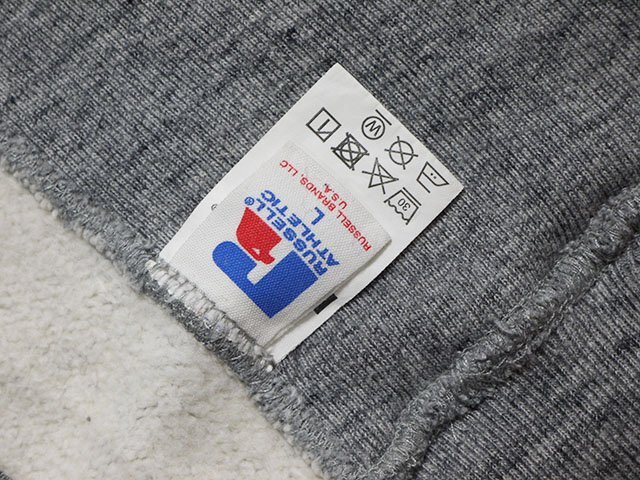 RUSSELL®
ATHLETIC
L
RUSSELL BRANDS, LLC
U.S.A.
30
W